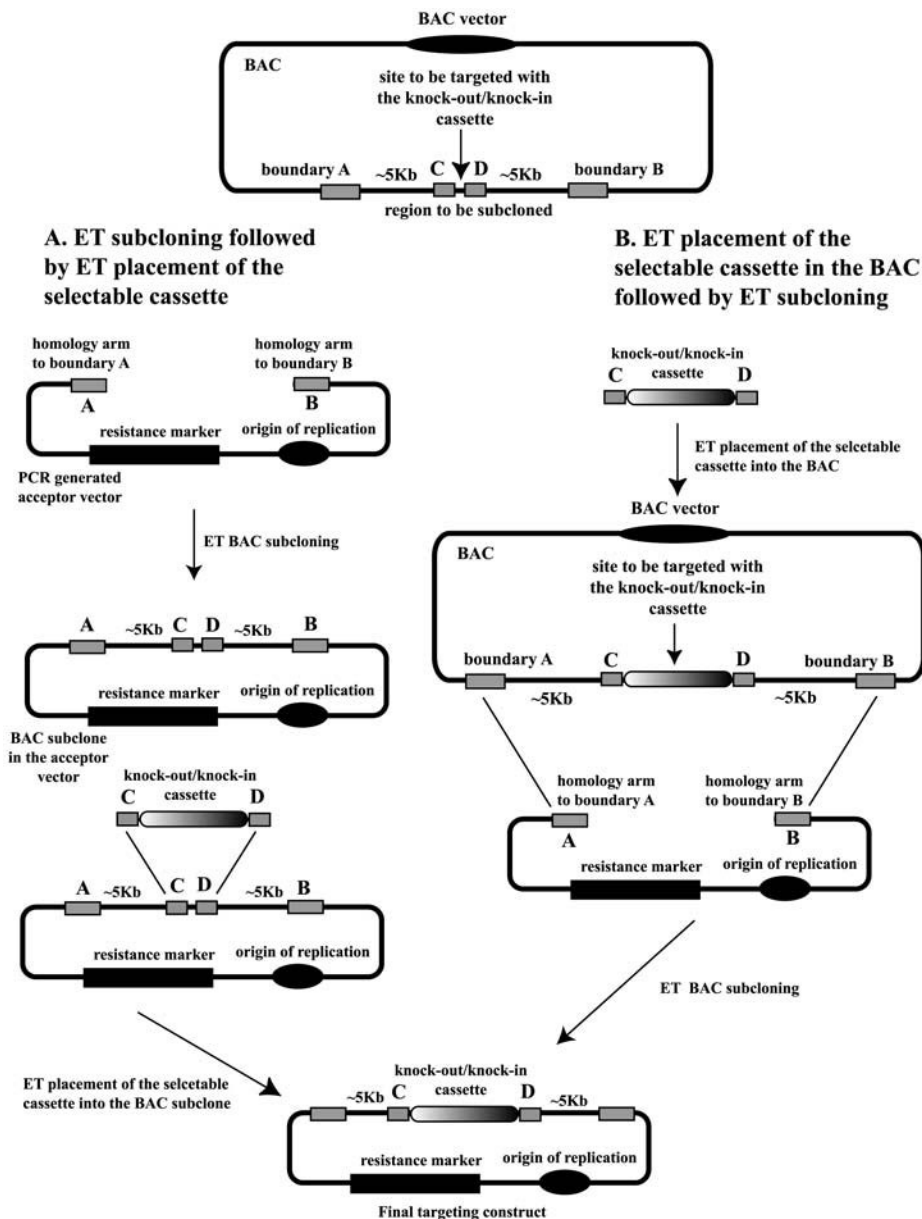 BAC vector
BAC
site to be targeted with
the knock-out/knock-in
cassette
boundary A
~5Kb
C
D
~5Kb
boundary B
region to be subcloned
A. ET subcloning followed
by ET placement of the
selectable cassette
homology arm
to boundary A
homology arm
to boundary B
A
B
resistance marker
origin of replication
PCR generated
acceptor vector
ET BAC subcloning
A
~5Kb
C
D
~5Kb
B
resistance marker
origin of replication
BAC subclone
in the acceptor
vector
knock-out/knock-in
cassette
C
D
A
~5Kb
C
D
~5Kb
B
resistance marker
origin of replication
ET placement of the selcetable
cassette into the BAC subclone
B. ET placement of the
selectable cassette in the BAC
followed by ET subcloning
knock-out/knock-in
cassette
C
D
ET placement of the selcetable
cassette into the BAC
BAC vector
BAC
site to be targeted with
the knock-out/knock-in
cassette
boundary A
C
D
boundary B
~5Kb
~5Kb
homology arm
to boundary A
homology arm
to boundary B
A
B
resistance marker
origin of replication
ET BAC subcloning
knock-out/knock-in
cassette
~5Kb
C
D
~5Kb
resistance marker
origin of replication
Final targeting construct